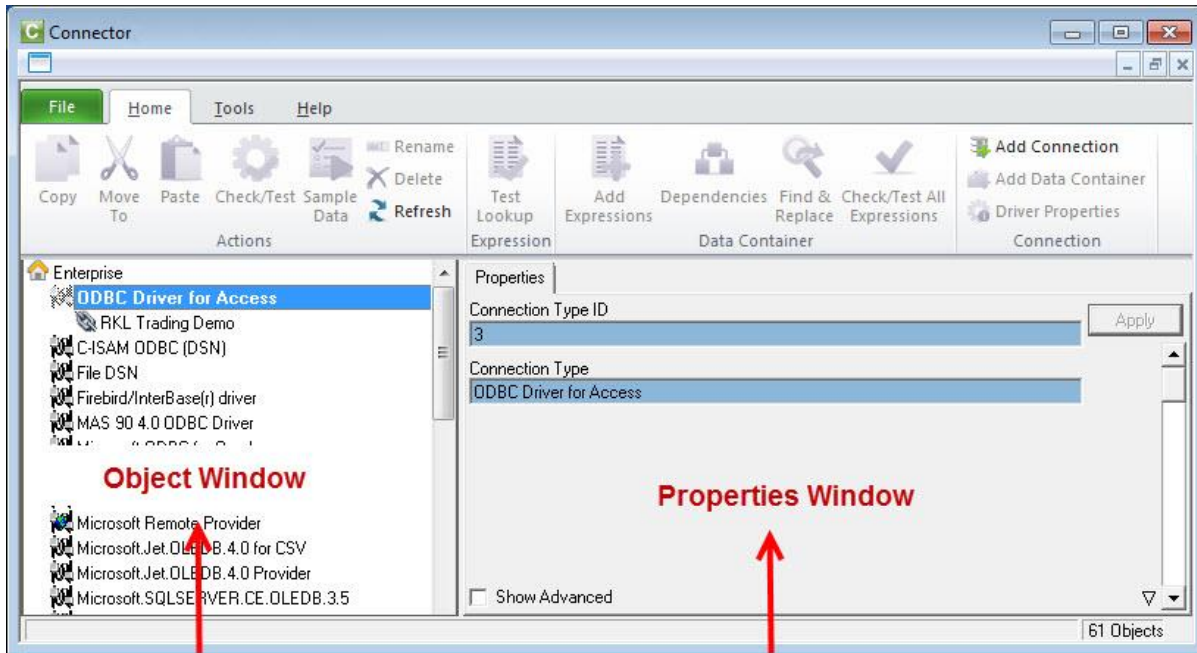 Connector
File Home Tools Help
Copy
Move To
Paste
Check/Test
Sample Data
Rename
Delete
Refresh
Actions
Test Lookup
Expression
Add Expressions
Dependencies
Find & Replace
Check/Test All Expressions
Data Container
Add Connection
Add Data Container
Driver Properties
Connection
Enterprise
ODBC Driver for Access
RKL Trading Demo
C-ISAM ODBC (DSN)
File DSN
Firebird/InterBase(r) driver
MAS 90 4.0 ODBC Driver
Object Window
Microsoft Remote Provider
Microsoft.Jet.OLEDB.4.0 for CSV
Microsoft.Jet.OLEDB.4.0 Provider
Microsoft.SQLSERVER.CE.OLEDB.3.5
Properties
Connection Type ID
3
Apply
Connection Type
ODBC Driver for Access
Properties Window
Show Advanced
61 Objects